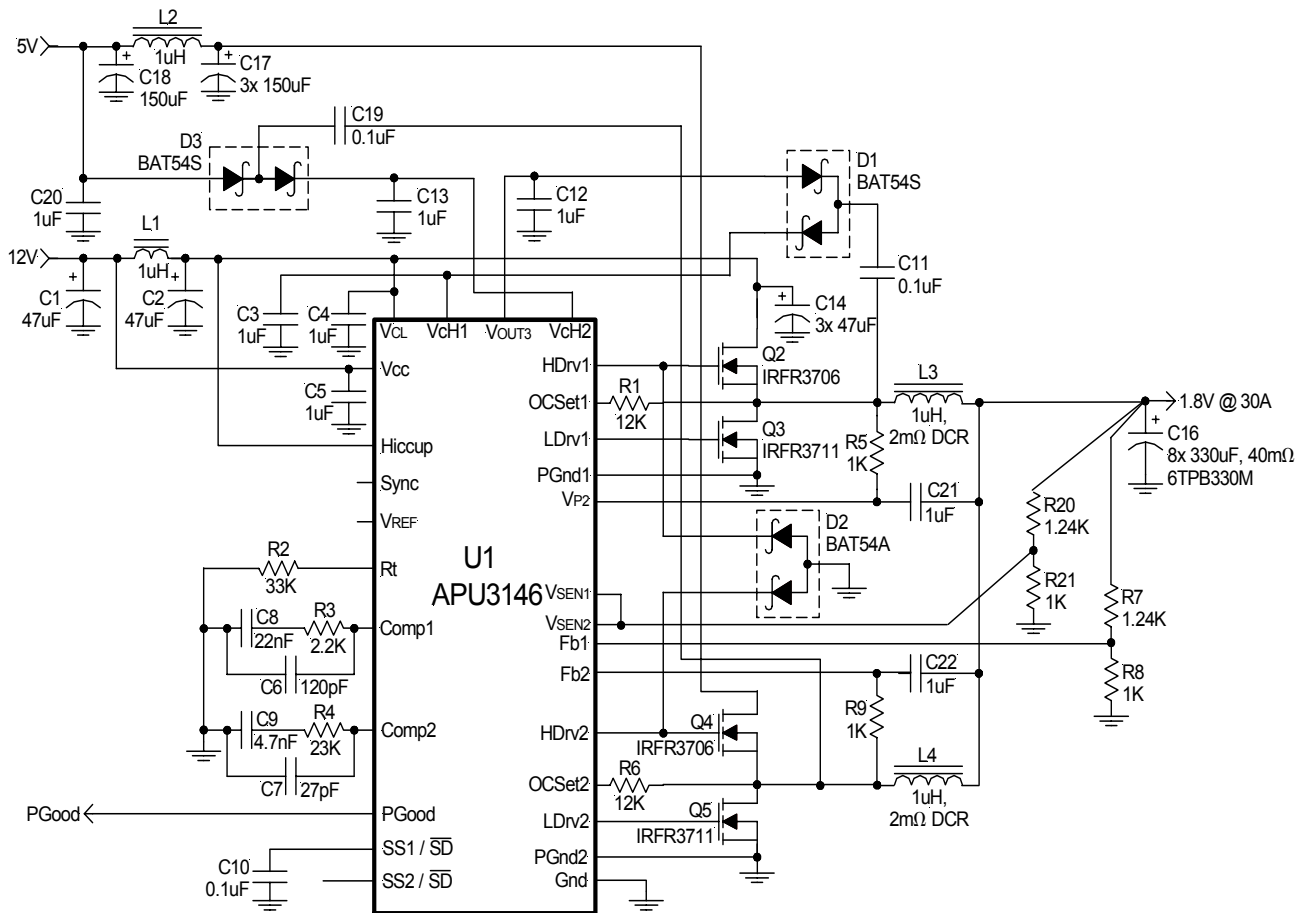 L2
5V
1uH
C18
150uF
C17
3x 150uF
C19
0.1uF
D3
BAT54S
D1
BAT54S
C20
1uF
C13
1uF
C12
1uF
L1
12V
1uH
C11
0.1uF
C1
47uF
C2
47uF
C3
1uF
C4
1uF
C14
3x 47uF
VCL
VcH1
VOUT3
VcH2
Vcc
C5
1uF
HDrv1
Q2
IRFR3706
L3
1uH,
2mΩ DCR
1.8V @ 30A
OCSet1
R1
12K
C16
8x 330uF, 40mΩ
6TPB330M
LDrv1
Q3
IRFR3711
R5
1K
Hiccup
PGnd1
Sync
VP2
C21
1uF
R20
1.24K
VREF
D2
BAT54A
U1
APU3146
R2
33K
Rt
R21
1K
R7
1.24K
VSEN1
VSEN2
C8
22nF
R3
2.2K
Comp1
Fb1
C6
120pF
Fb2
C22
1uF
R8
1K
C9
4.7nF
R4
23K
Comp2
HDrv2
Q4
IRFR3706
R9
1K
C7
27pF
OCSet2
R6
12K
L4
1uH,
2mΩ DCR
PGood
PGood
LDrv2
Q5
IRFR3711
SS1 / SD
PGnd2
C10
0.1uF
SS2 / SD
Gnd